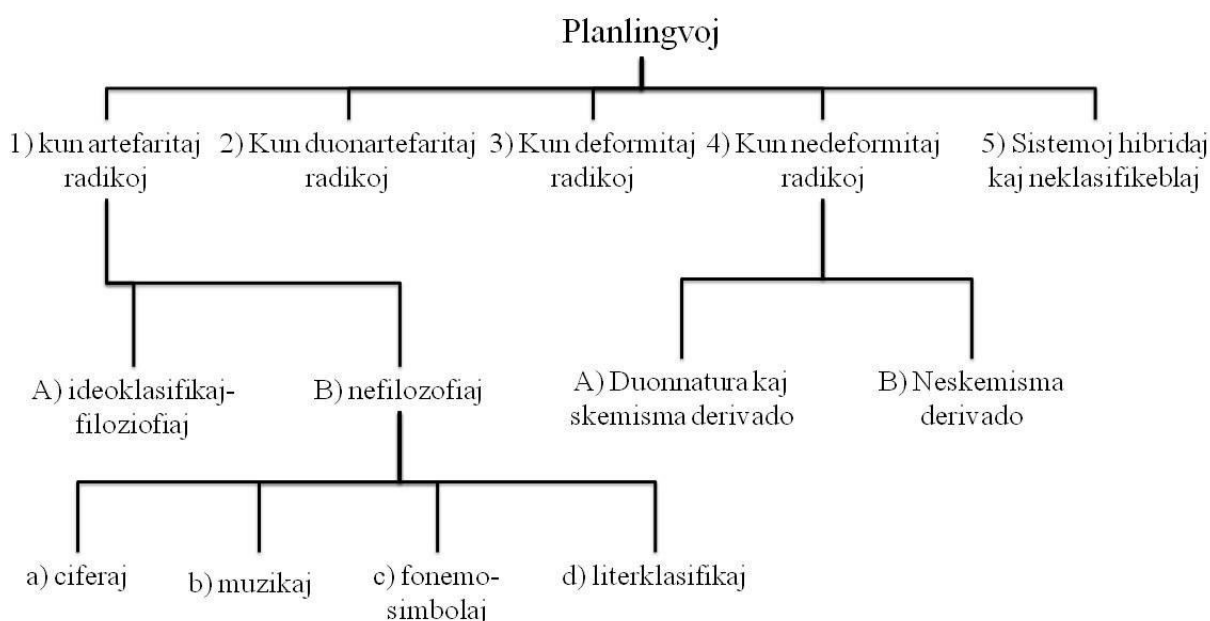 Planlingvoj
1) kun artefaritaj
radikoj
2) Kun duonartefaritaj
radikoj
3) Kun deformitaj
radikoj
4) Kun nedeformitaj
radikoj
5) Sistemoj hibridaj
kaj neklasifikeblaj
A) ideoklasifikaj-
filoziofiaj
B) nefilozofiaj
A) Duonnatura kaj
skemisma derivado
B) Neskemisma
derivado
a) ciferaj
b) muzikaj
c) fonemo-
simbolaj
d) literklasifikaj